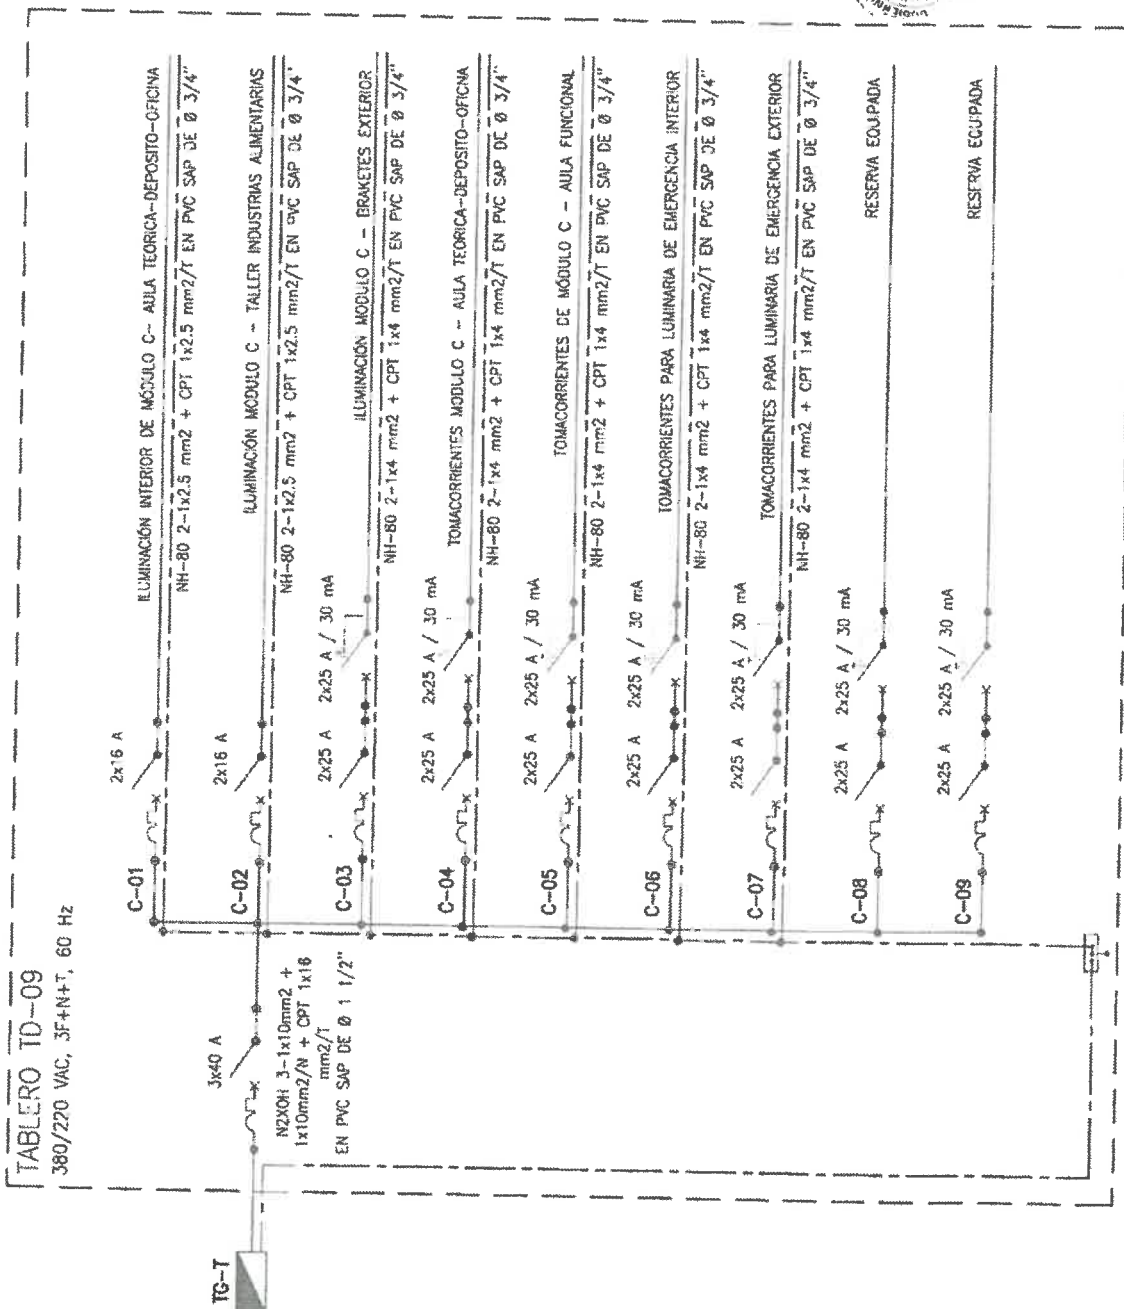 TABLERO TD-09
380/220 VAC, 3F+N+T, 60 Hz
TG-T
3x40 A
N2XOH 3-1x10mm2 +
1x10mm2/N + CPT 1x16
mm2/T
EN PVC SAP DE Ø 1 1/2"
C-01
2x16 A
ILUMINACIÓN INTERIOR DE MÓDULO C- AULA TEORICA-DEPOSITO-OFICINA
NH-80 2-1x2.5 mm2 + CPT 1x2.5 mm2/T EN PVC SAP DE Ø 3/4"
C-02
2x16 A
ILUMINACIÓN MODULO C - TALLER INDUSTRIAS ALIMENTARIAS
NH-80 2-1x2.5 mm2 + CPT 1x2.5 mm2/T EN PVC SAP DE Ø 3/4"
C-03
2x25 A
2x25 A / 30 mA
ILUMINACIÓN MODULO C - BRAKETES EXTERIOR
NH-80 2-1x4 mm2 + CPT 1x4 mm2/T EN PVC SAP DE Ø 3/4"
C-04
2x25 A
2x25 A / 30 mA
TOMACORRIENTES MODULO C - AULA TEORICA-DEPOSITO-OFICINA
NH-80 2-1x4 mm2 + CPT 1x4 mm2/T EN PVC SAP DE Ø 3/4"
C-05
2x25 A
2x25 A / 30 mA
TOMACORRIENTES DE MÓDULO C - AULA FUNCIONAL
NH-80 2-1x4 mm2 + CPT 1x4 mm2/T EN PVC SAP DE Ø 3/4"
C-06
2x25 A
2x25 A / 30 mA
TOMACORRIENTES PARA LUMINARIA DE EMERGENCIA INTERIOR
NH-80 2-1x4 mm2 + CPT 1x4 mm2/T EN PVC SAP DE Ø 3/4"
C-07
2x25 A
2x25 A / 30 mA
TOMACORRIENTES PARA LUMINARIA DE EMERGENCIA EXTERIOR
NH-80 2-1x4 mm2 + CPT 1x4 mm2/T EN PVC SAP DE Ø 3/4"
C-08
2x25 A
2x25 A / 30 mA
RESERVA EQUIPADA
C-09
2x25 A
2x25 A / 30 mA
RESERVA EQUIPADA